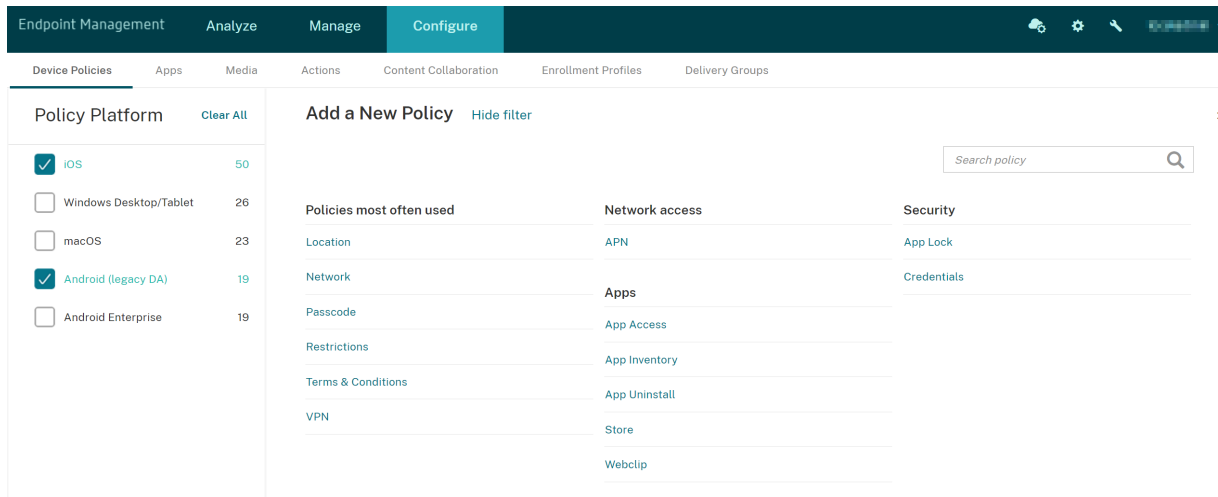 Endpoint Management Analyze Manage Configure
Device Policies Apps Media Actions Content Collaboration Enrollment Profiles Delivery Groups
Policy Platform Clear All
iOS 50
Windows Desktop/Tablet 26
macOS 23
Android (legacy DA) 19
Android Enterprise 19
Add a New Policy Hide filter
Search policy
Policies most often used
Location
Network
Passcode
Restrictions
Terms & Conditions
VPN
Network access
APN
Apps
App Access
App Inventory
App Uninstall
Store
Webclip
Security
App Lock
Credentials